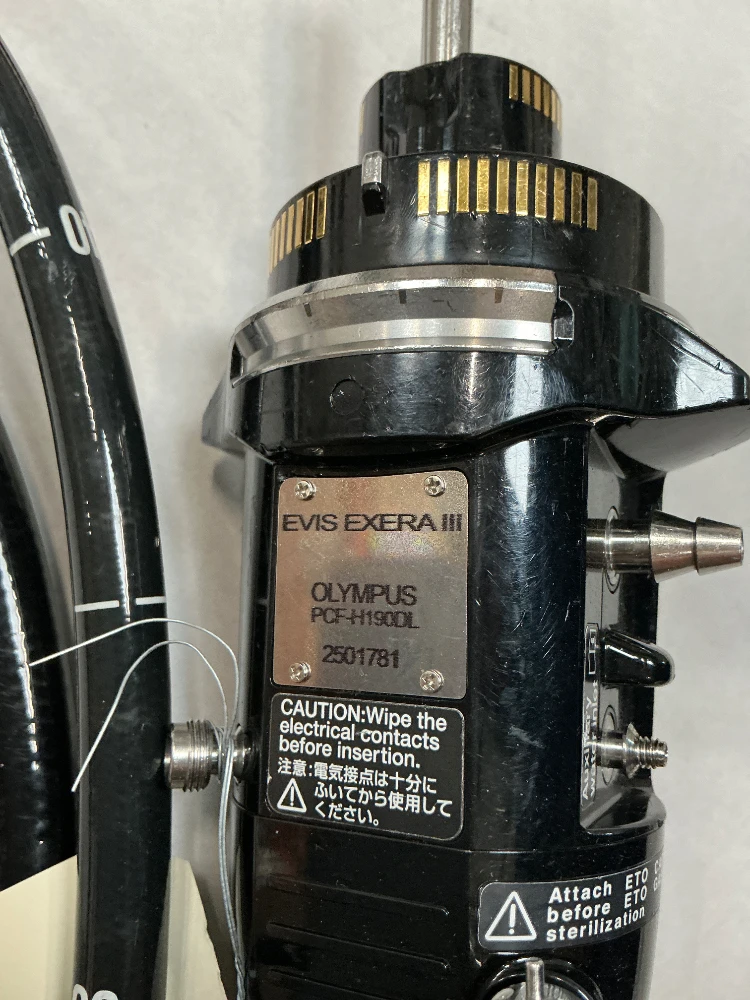 EVIS EXERA III
OLYMPUS
PCF-H190DL
2501781
CAUTION:Wipe the
electrical contacts
before insertion.
注意:電気接点は十分に
ふいてから使用して
ください。
Attach ETO
before ETO
sterilization